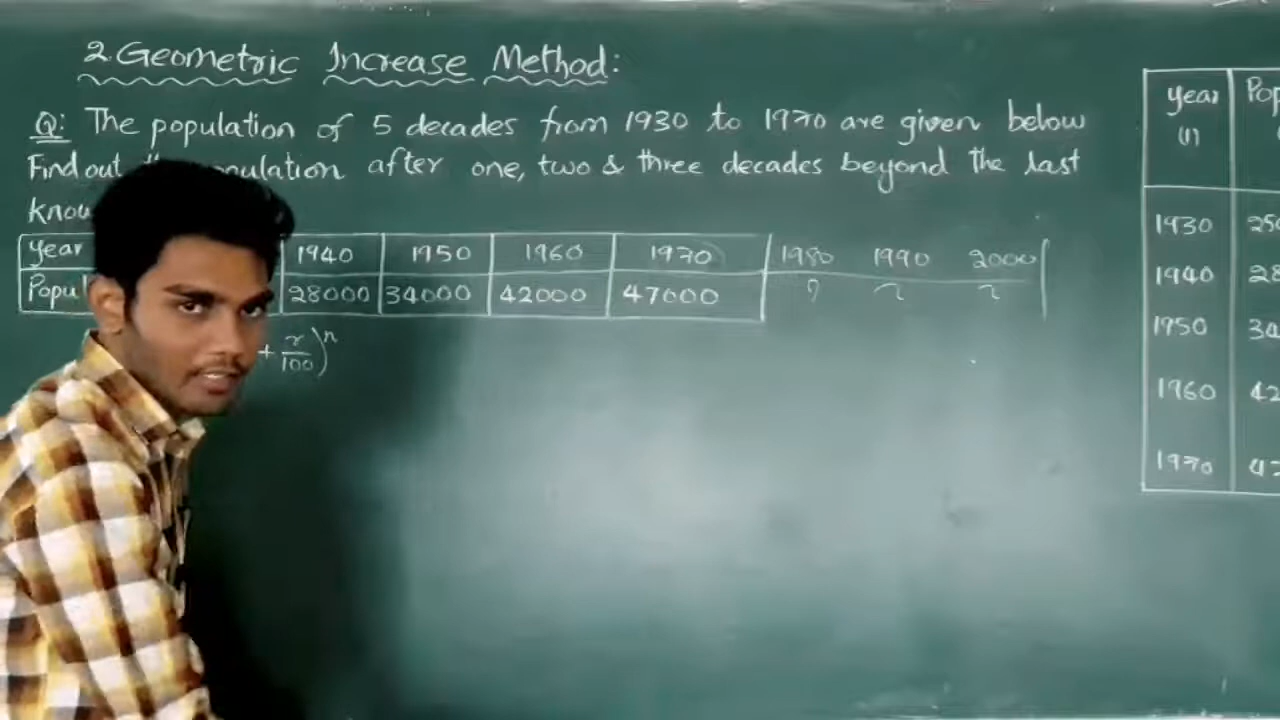 2. Geometric Increase Method:
Q: The population of 5 decades from 1930 to 1970 are given below
Find out after one, two & three decades beyond the last
year 1940 1950 1960 1970 1980 1990 2000
28000 34000 42000 47000 ? ? ?
+ r/100)^n
year
(1)
1930
1940
1950
1960
1970